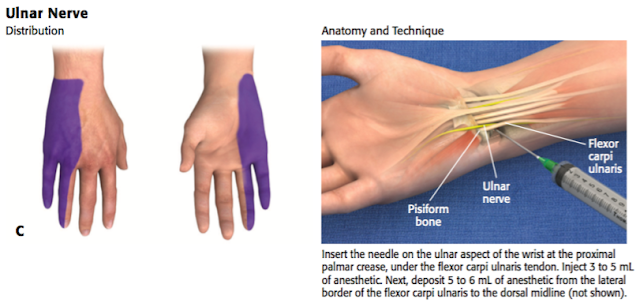 Ulnar Nerve
Distribution
Anatomy and Technique
Flexor
carpi
ulnaris
Ulnar
nerve
Pisiform
bone
C
Insert the needle on the ulnar aspect of the wrist at the proximal
palmar crease, under the flexor carpi ulnaris tendon. Inject 3 to 5 mL
of anesthetic. Next, deposit 5 to 6 mL of anesthetic from the lateral
border of the flexor carpi ulnaris to the dorsal midline (not shown).